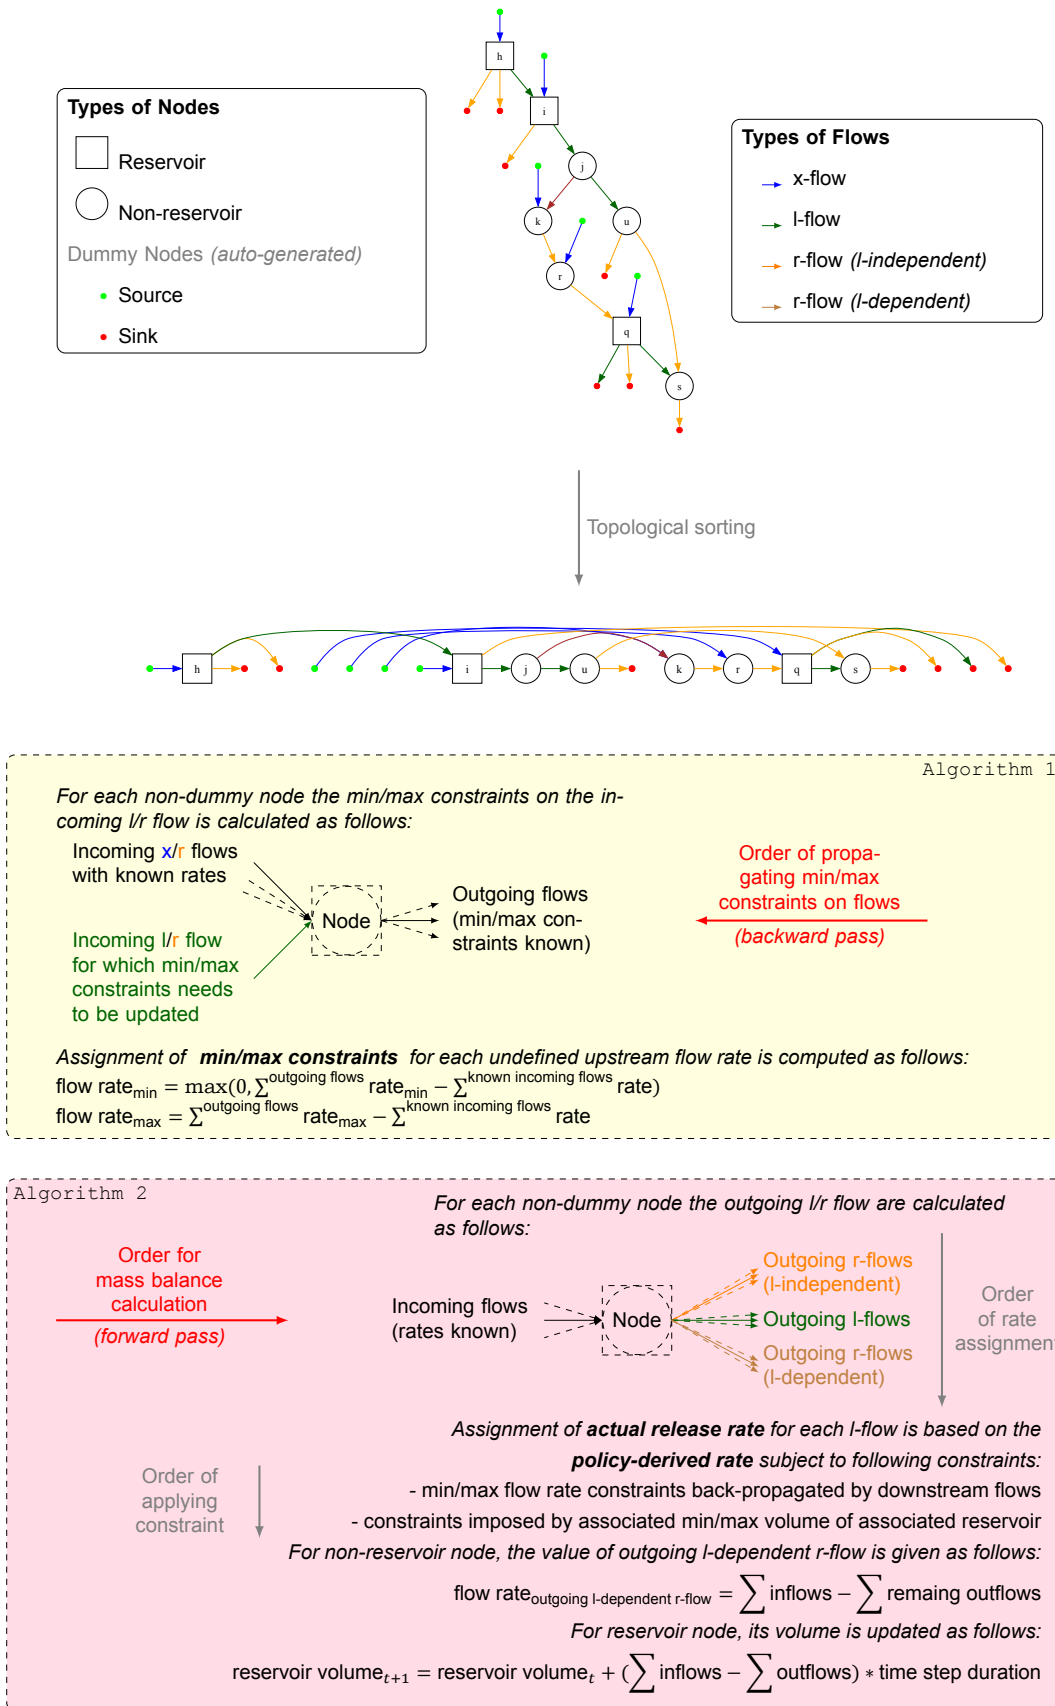 h
i
j
k
u
r
q
s
Types of Nodes
Reservoir
Non-reservoir
Dummy Nodes (auto-generated)
Source
Sink
Types of Flows
x-flow
l-flow
r-flow (l-independent)
r-flow (l-dependent)
Topological sorting
h
i
j
u
k
r
q
s
Algorithm 1
For each non-dummy node the min/max constraints on the in-
coming l/r flow is calculated as follows:
Incoming x/r flows
with known rates
Incoming l/r flow
for which min/max
constraints needs
to be updated
Node
Outgoing flows
(min/max con-
straints known)
Order of propa-
gating min/max
constraints on flows
(backward pass)
Assignment of min/max constraints for each undefined upstream flow rate is computed as follows:
flow rate_min = max(0, ∑^outgoing flows rate_min − ∑^known incoming flows rate)
flow rate_max = ∑^outgoing flows rate_max − ∑^known incoming flows rate
Algorithm 2
For each non-dummy node the outgoing l/r flow are calculated
as follows:
Order for
mass balance
calculation
(forward pass)
Incoming flows
(rates known)
Node
Outgoing r-flows
(l-independent)
Outgoing l-flows
Outgoing r-flows
(l-dependent)
Order
of rate
assignment
Assignment of actual release rate for each l-flow is based on the
policy-derived rate subject to following constraints:
- min/max flow rate constraints back-propagated by downstream flows
- constraints imposed by associated min/max volume of associated reservoir
Order of
applying
constraint
For non-reservoir node, the value of outgoing l-dependent r-flow is given as follows:
flow rate_outgoing l-dependent r-flow = ∑ inflows − ∑ remaing outflows
For reservoir node, its volume is updated as follows:
reservoir volume_t+1 = reservoir volume_t + (∑ inflows − ∑ outflows) ∗ time step duration